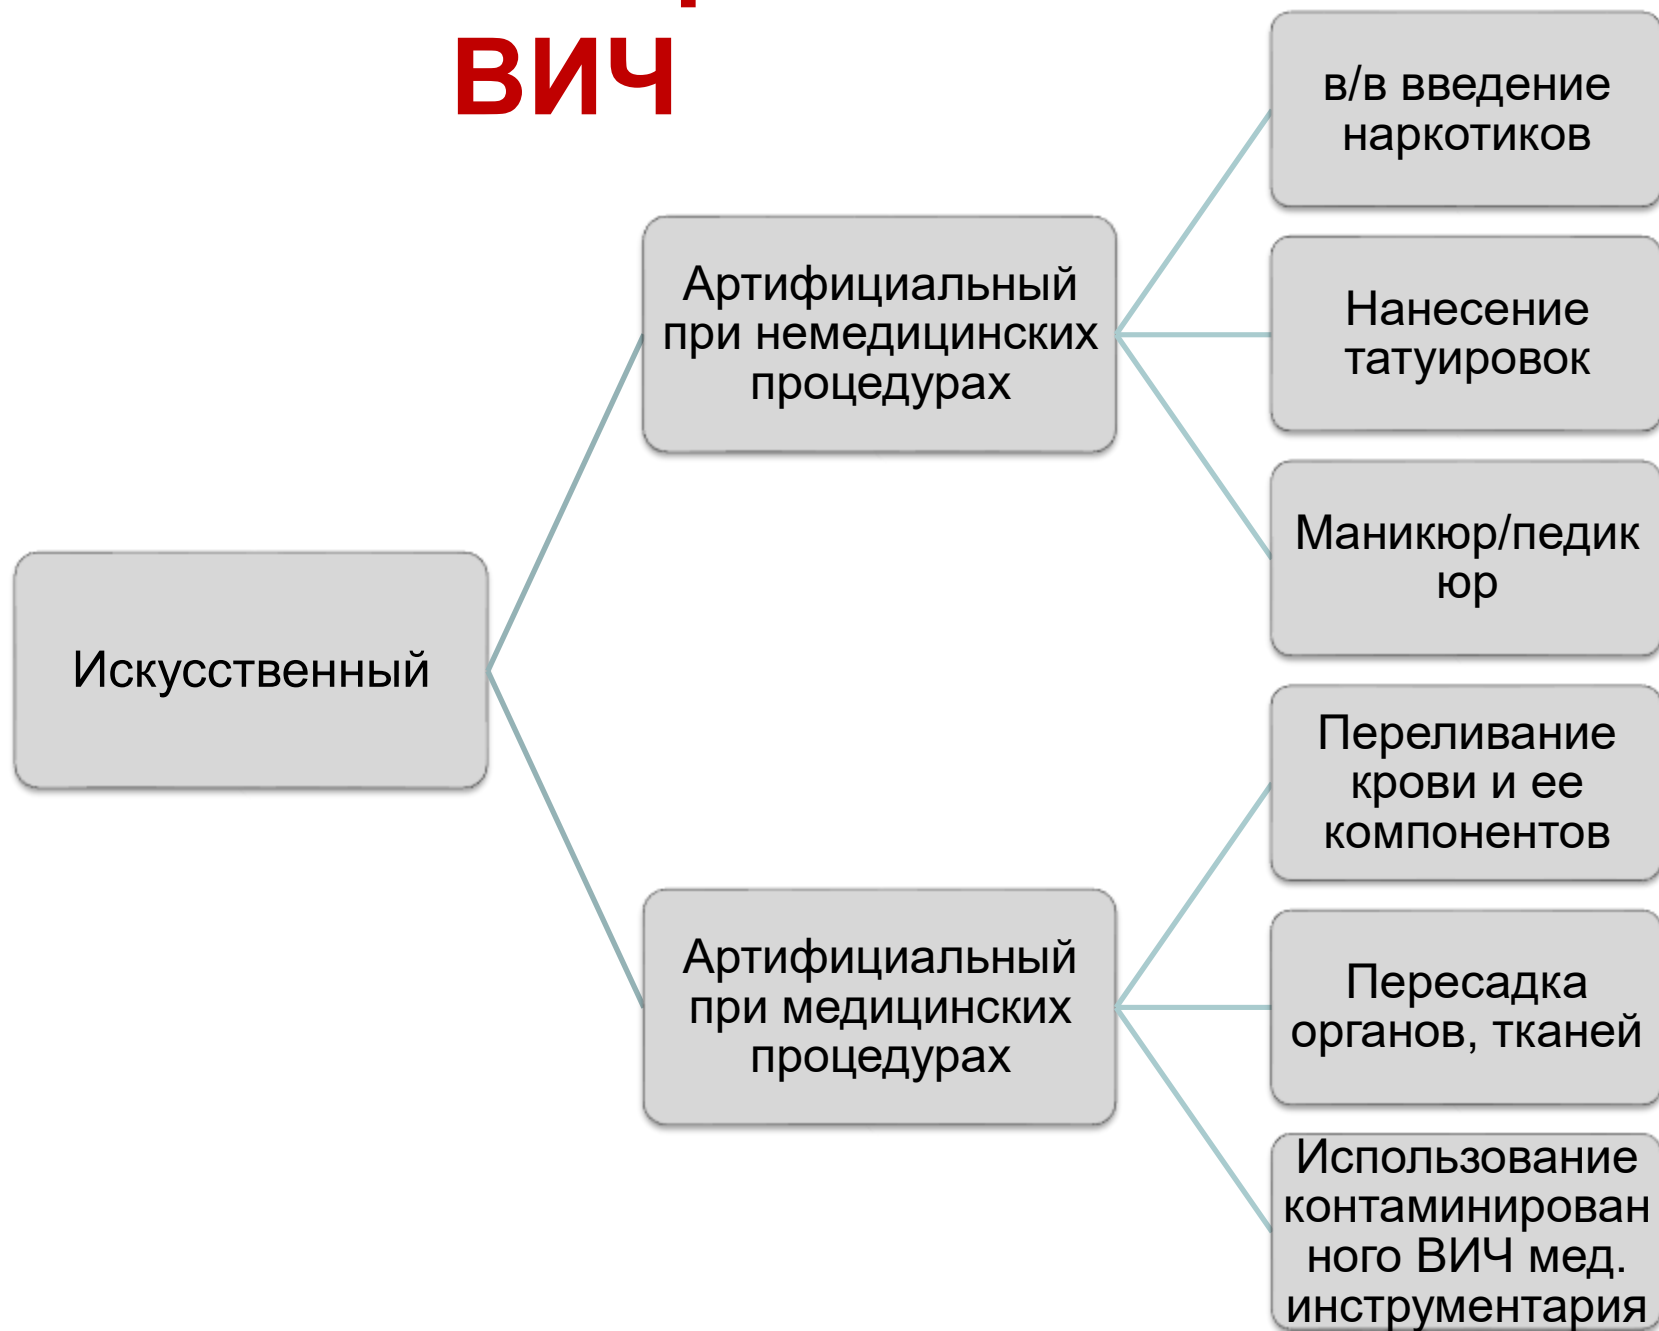 ВИЧ
в/в введение
наркотиков
Артифициальный
при немедицинских
процедурах
Нанесение
татуировок
Маникюр/педик
юр
Искусственный
Переливание
крови и ее
компонентов
Артифициальный
при медицинских
процедурах
Пересадка
органов, тканей
Использование
контаминирован
ного ВИЧ мед.
инструментария